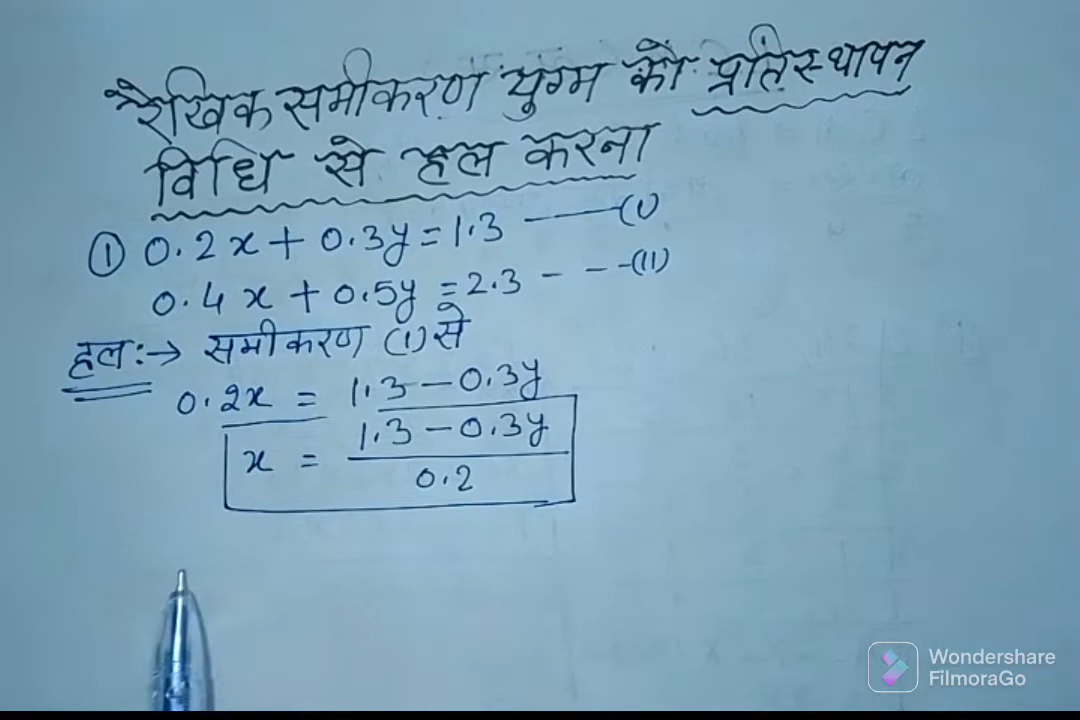 रेखिक समीकरण युग्म को प्रतिस्थापन
विधि से हल करना
① 0.2x + 0.3y = 1.3 ——(I)
0.4x + 0.5y = 2.3 - - -(II)
हल:→ समीकरण (I) से
0.2x = 1.3 - 0.3y
x = \frac{1.3 - 0.3y}{0.2}
Wondershare
FilmoraGo